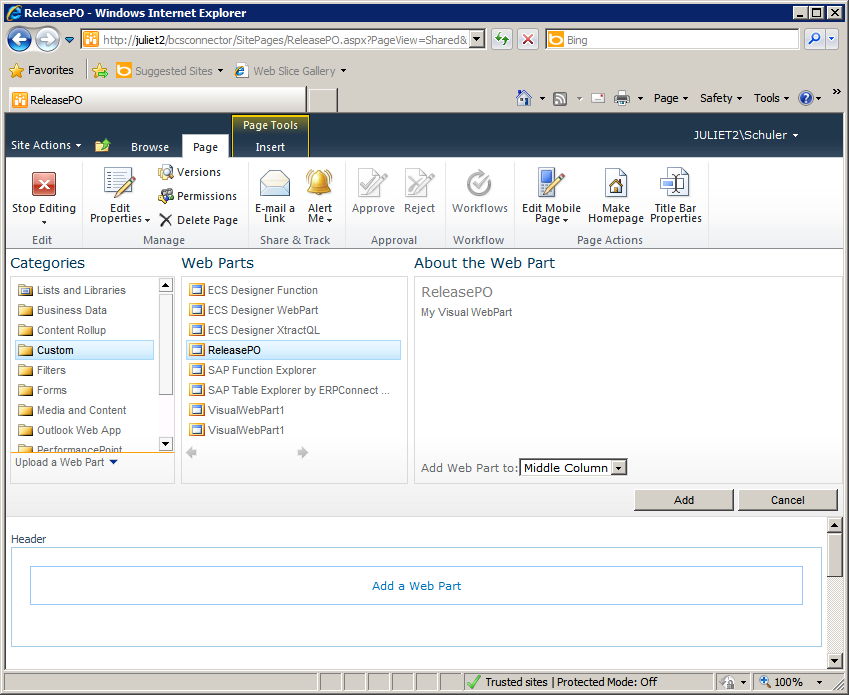 ReleasePO - Windows Internet Explorer
http://juliet2/bcsconnector/SitePages/ReleasePO.aspx?PageView=Shared&
Bing
Favorites
Suggested Sites
Web Slice Gallery
ReleasePO
Page
Safety
Tools
»
Page Tools
JULIET2\Schuler
Site Actions
Browse
Page
Insert
Stop Editing
Edit Properties
Versions
Permissions
Delete Page
E-mail a Link
Alert Me
Approve
Reject
Workflows
Edit Mobile Page
Make Homepage
Title Bar Properties
Edit
Manage
Share & Track
Approval
Workflow
Page Actions
Categories
Lists and Libraries
Business Data
Content Rollup
Custom
Filters
Forms
Media and Content
Outlook Web App
PerformancePoint
Upload a Web Part
Web Parts
ECS Designer Function
ECS Designer WebPart
ECS Designer XtractQL
ReleasePO
SAP Function Explorer
SAP Table Explorer by ERPConnect ...
VisualWebPart1
VisualWebPart1
About the Web Part
ReleasePO
My Visual WebPart
Add Web Part to: Middle Column
Add
Cancel
Header
Add a Web Part
Trusted sites | Protected Mode: Off
100%